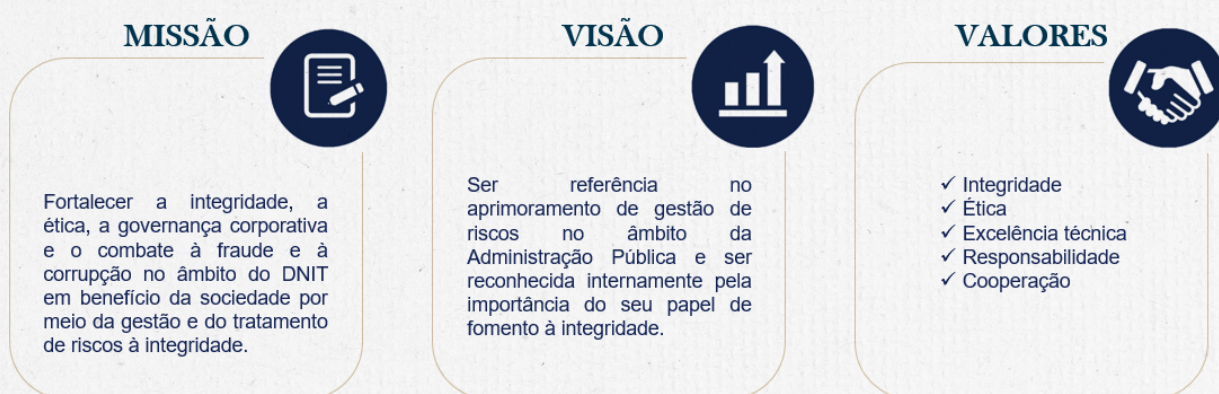 MISSÃO
Fortalecer a integridade, a
ética, a governança corporativa
e o combate à fraude e à
corrupção no âmbito do DNIT
em benefício da sociedade por
meio da gestão e do tratamento
de riscos à integridade.
VISÃO
Ser referência no
aprimoramento de gestão de
riscos no âmbito da
Administração Pública e ser
reconhecida internamente pela
importância do seu papel de
fomento à integridade.
VALORES
✓ Integridade
✓ Ética
✓ Excelência técnica
✓ Responsabilidade
✓ Cooperação